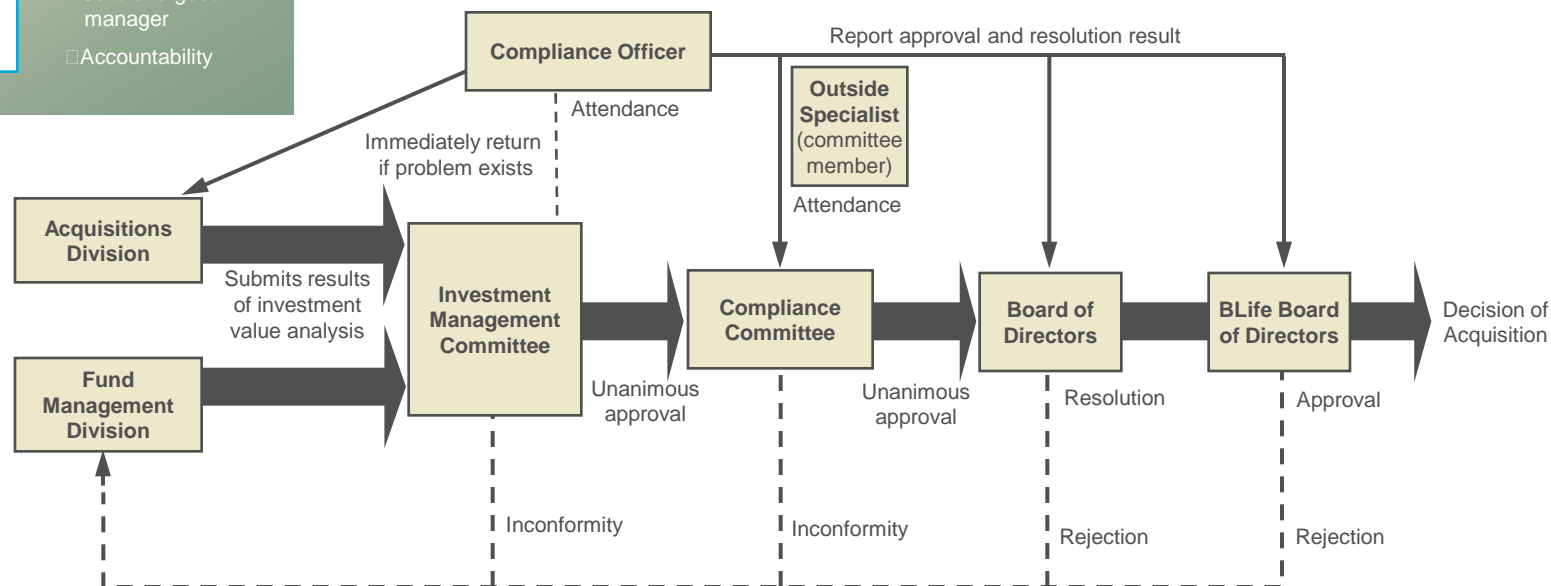 manager
Accountability
Compliance Officer
Report approval and resolution result
Attendance
Outside
Specialist
(committee
member)
Attendance
Immediately return
if problem exists
Acquisitions
Division
Submits results
of investment
value analysis
Fund
Management
Division
Investment
Management
Committee
Unanimous
approval
Compliance
Committee
Unanimous
approval
Board of
Directors
Resolution
BLife Board
of Directors
Approval
Decision of
Acquisition
Inconformity
Inconformity
Rejection
Rejection